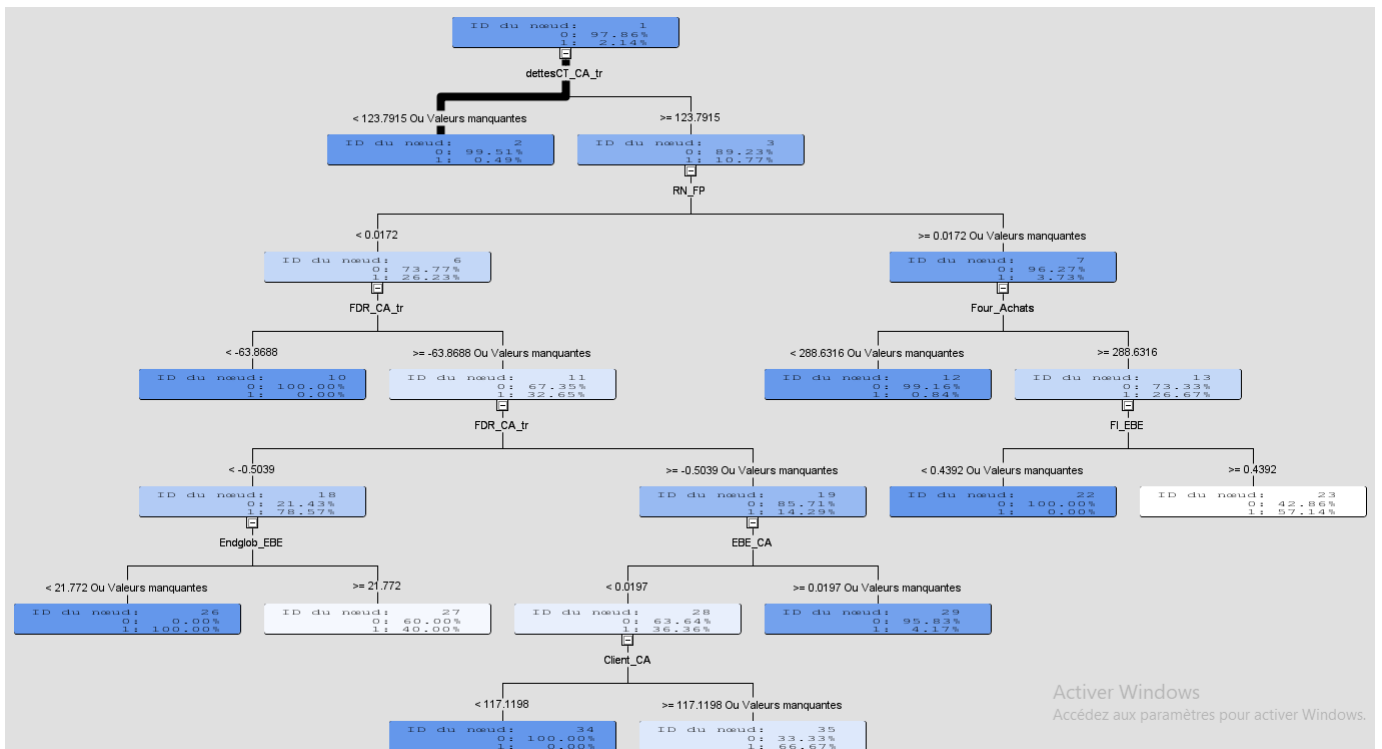 ID du nœud: 1
0: 97.86%
1: 2.14%
dettesCT_CA_tr
< 123.7915 Ou Valeurs manquantes
>= 123.7915
ID du nœud: 2
0: 99.51%
1: 0.49%
ID du nœud: 3
0: 89.23%
1: 10.77%
RN_FP
< 0.0172
>= 0.0172 Ou Valeurs manquantes
ID du nœud: 6
0: 73.77%
1: 26.23%
ID du nœud: 7
0: 96.27%
1: 3.73%
FDR_CA_tr
Four_Achats
< -63.8688
>= -63.8688 Ou Valeurs manquantes
< 288.6316 Ou Valeurs manquantes
>= 288.6316
ID du nœud: 10
0: 100.00%
1: 0.00%
ID du nœud: 11
0: 67.35%
1: 32.65%
ID du nœud: 12
0: 99.16%
1: 0.84%
ID du nœud: 13
0: 73.33%
1: 26.67%
FDR_CA_tr
FI_EBE
< -0.5039
>= -0.5039 Ou Valeurs manquantes
< 0.4392 Ou Valeurs manquantes
>= 0.4392
ID du nœud: 18
0: 21.43%
1: 78.57%
ID du nœud: 19
0: 85.71%
1: 14.29%
ID du nœud: 22
0: 100.00%
1: 0.00%
ID du nœud: 23
0: 42.86%
1: 57.14%
Endglob_EBE
EBE_CA
< 21.772 Ou Valeurs manquantes
>= 21.772
< 0.0197
>= 0.0197 Ou Valeurs manquantes
ID du nœud: 26
0: 0.00%
1: 100.00%
ID du nœud: 27
0: 60.00%
1: 40.00%
ID du nœud: 28
0: 63.64%
1: 36.36%
ID du nœud: 29
0: 95.83%
1: 4.17%
Client_CA
< 117.1198
>= 117.1198 Ou Valeurs manquantes
ID du nœud: 34
0: 100.00%
1: 0.00%
ID du nœud: 35
0: 33.33%
1: 66.67%
Activer Windows
Accédez aux paramètres pour activer Windows.